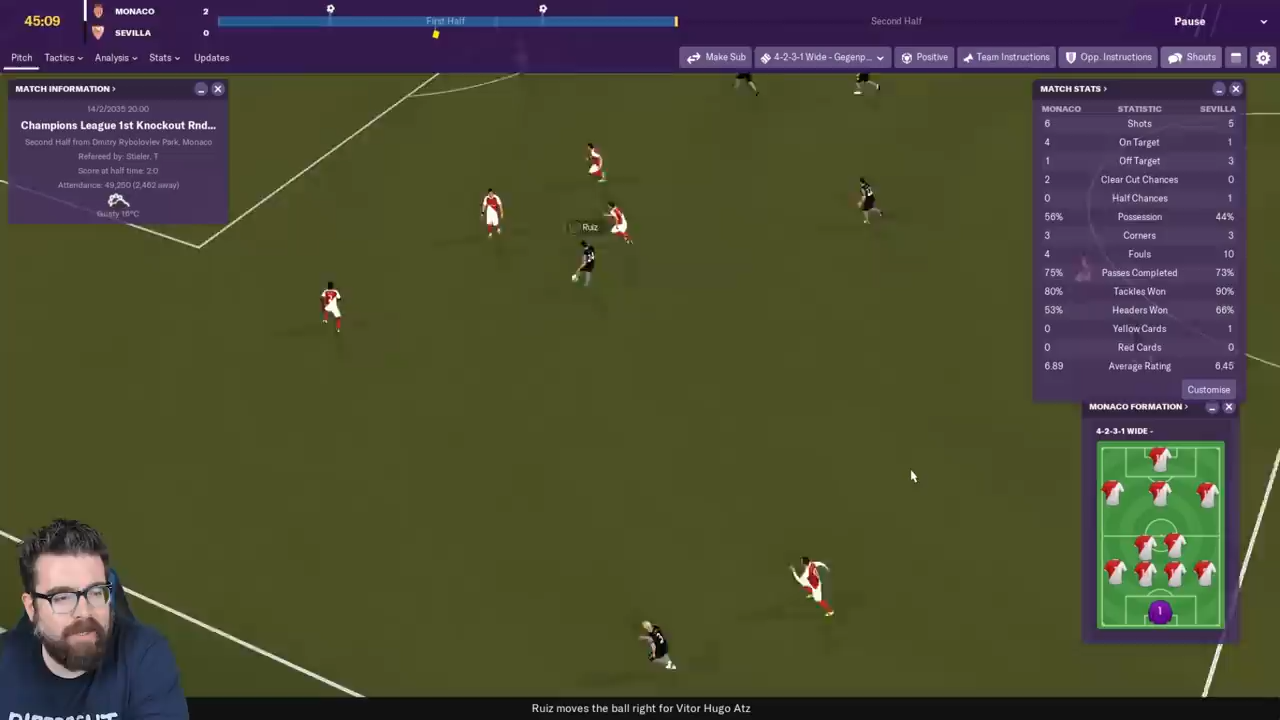 45:09
MONACO 2
SEVILLA 0
First Half
Second Half
Pause
Pitch
Tactics
Analysis
Stats
Updates
Make Sub
4-2-3-1 Wide - Gegenp...
Positive
Team Instructions
Opp. Instructions
Shouts
MATCH INFORMATION >
14/2/2035 20.00
Champions League 1st Knockout Rnd...
Second Half from Dmitry Rybolovlev Park, Monaco
Refereed by: Stieler, T
Score at half time: 2:0
Attendance: 49,250 (2,462 away)
Gusty 16°C
MATCH STATS >
MONACO STATISTIC SEVILLA
6 Shots 5
4 On Target 1
1 Off Target 3
2 Clear Cut Chances 0
0 Half Chances 1
56% Possession 44%
3 Corners 3
4 Fouls 10
75% Passes Completed 73%
80% Tackles Won 90%
53% Headers Won 66%
0 Yellow Cards 1
0 Red Cards 0
6.89 Average Rating 6.45
Customise
MONACO FORMATION >
4-2-3-1 WIDE -
1
Ruiz
Ruiz moves the ball right for Vitor Hugo Atz